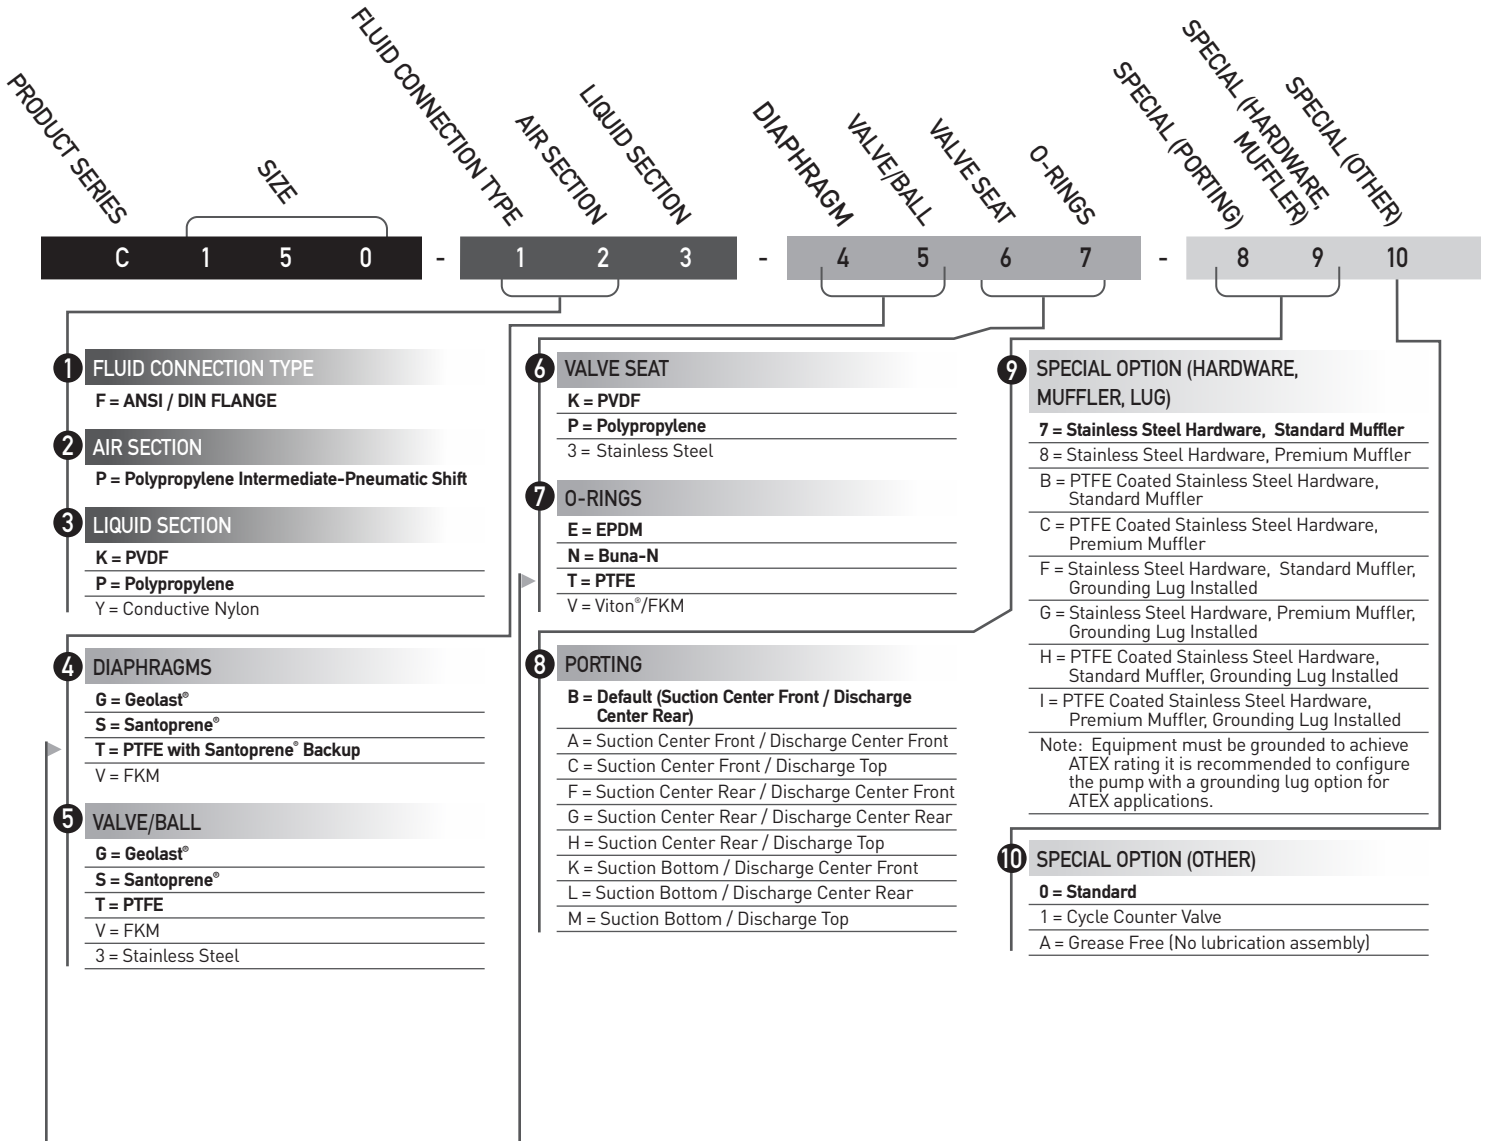 PRODUCT SERIES
SIZE
FLUID CONNECTION TYPE
AIR SECTION
LIQUID SECTION
DIAPHRAGM
VALVE/BALL
VALVE SEAT
O-RINGS
SPECIAL (PORTING)
SPECIAL (HARDWARE,
MUFFLER)
SPECIAL (OTHER)
C 1 5 0 - 1 2 3 - 4 5 6 7 - 8 9 10
1 FLUID CONNECTION TYPE
F = ANSI / DIN FLANGE
2 AIR SECTION
P = Polypropylene Intermediate-Pneumatic Shift
3 LIQUID SECTION
K = PVDF
P = Polypropylene
Y = Conductive Nylon
4 DIAPHRAGMS
G = Geolast®
S = Santoprene®
T = PTFE with Santoprene® Backup
V = FKM
5 VALVE/BALL
G = Geolast®
S = Santoprene®
T = PTFE
V = FKM
3 = Stainless Steel
6 VALVE SEAT
K = PVDF
P = Polypropylene
3 = Stainless Steel
7 O-RINGS
E = EPDM
N = Buna-N
T = PTFE
V = Viton®/FKM
8 PORTING
B = Default (Suction Center Front / Discharge
Center Rear)
A = Suction Center Front / Discharge Center Front
C = Suction Center Front / Discharge Top
F = Suction Center Rear / Discharge Center Front
G = Suction Center Rear / Discharge Center Rear
H = Suction Center Rear / Discharge Top
K = Suction Bottom / Discharge Center Front
L = Suction Bottom / Discharge Center Rear
M = Suction Bottom / Discharge Top
9 SPECIAL OPTION (HARDWARE,
MUFFLER, LUG)
7 = Stainless Steel Hardware, Standard Muffler
8 = Stainless Steel Hardware, Premium Muffler
B = PTFE Coated Stainless Steel Hardware,
Standard Muffler
C = PTFE Coated Stainless Steel Hardware,
Premium Muffler
F = Stainless Steel Hardware, Standard Muffler,
Grounding Lug Installed
G = Stainless Steel Hardware, Premium Muffler,
Grounding Lug Installed
H = PTFE Coated Stainless Steel Hardware,
Standard Muffler, Grounding Lug Installed
I = PTFE Coated Stainless Steel Hardware,
Premium Muffler, Grounding Lug Installed
Note: Equipment must be grounded to achieve
ATEX rating it is recommended to configure
the pump with a grounding lug option for
ATEX applications.
10 SPECIAL OPTION (OTHER)
0 = Standard
1 = Cycle Counter Valve
A = Grease Free (No lubrication assembly)